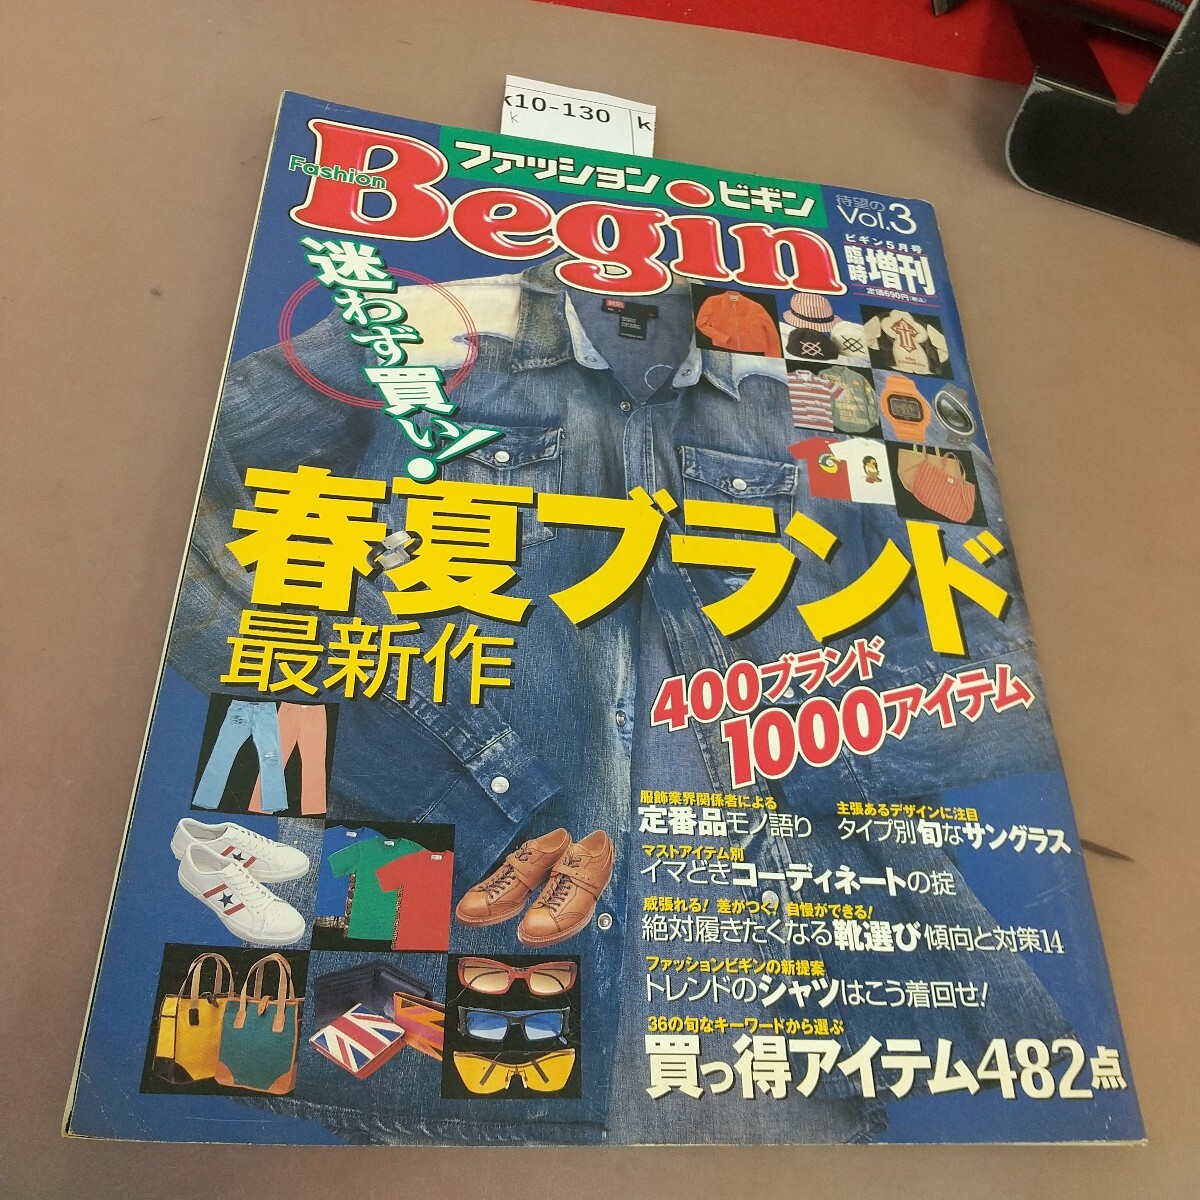 k10-130
k
k
ファッション・ビギン
Fashion
Begin
待望の
Vol.3
ビギン5月号
臨時増刊
定価690円(税込)
迷わず買い!
春夏ブランド
最新作
400ブランド
1000アイテム
服飾業界関係者による
定番品モノ語り
主張あるデザインに注目
タイプ別旬なサングラス
マストアイテム別
イマどきコーディネートの掟
威張れる! 差がつく! 自慢ができる!
絶対履きたくなる靴選び傾向と対策14
ファッションビギンの新提案
トレンドのシャツはこう着回せ!
36の旬なキーワードから選ぶ
買っ得アイテム482点